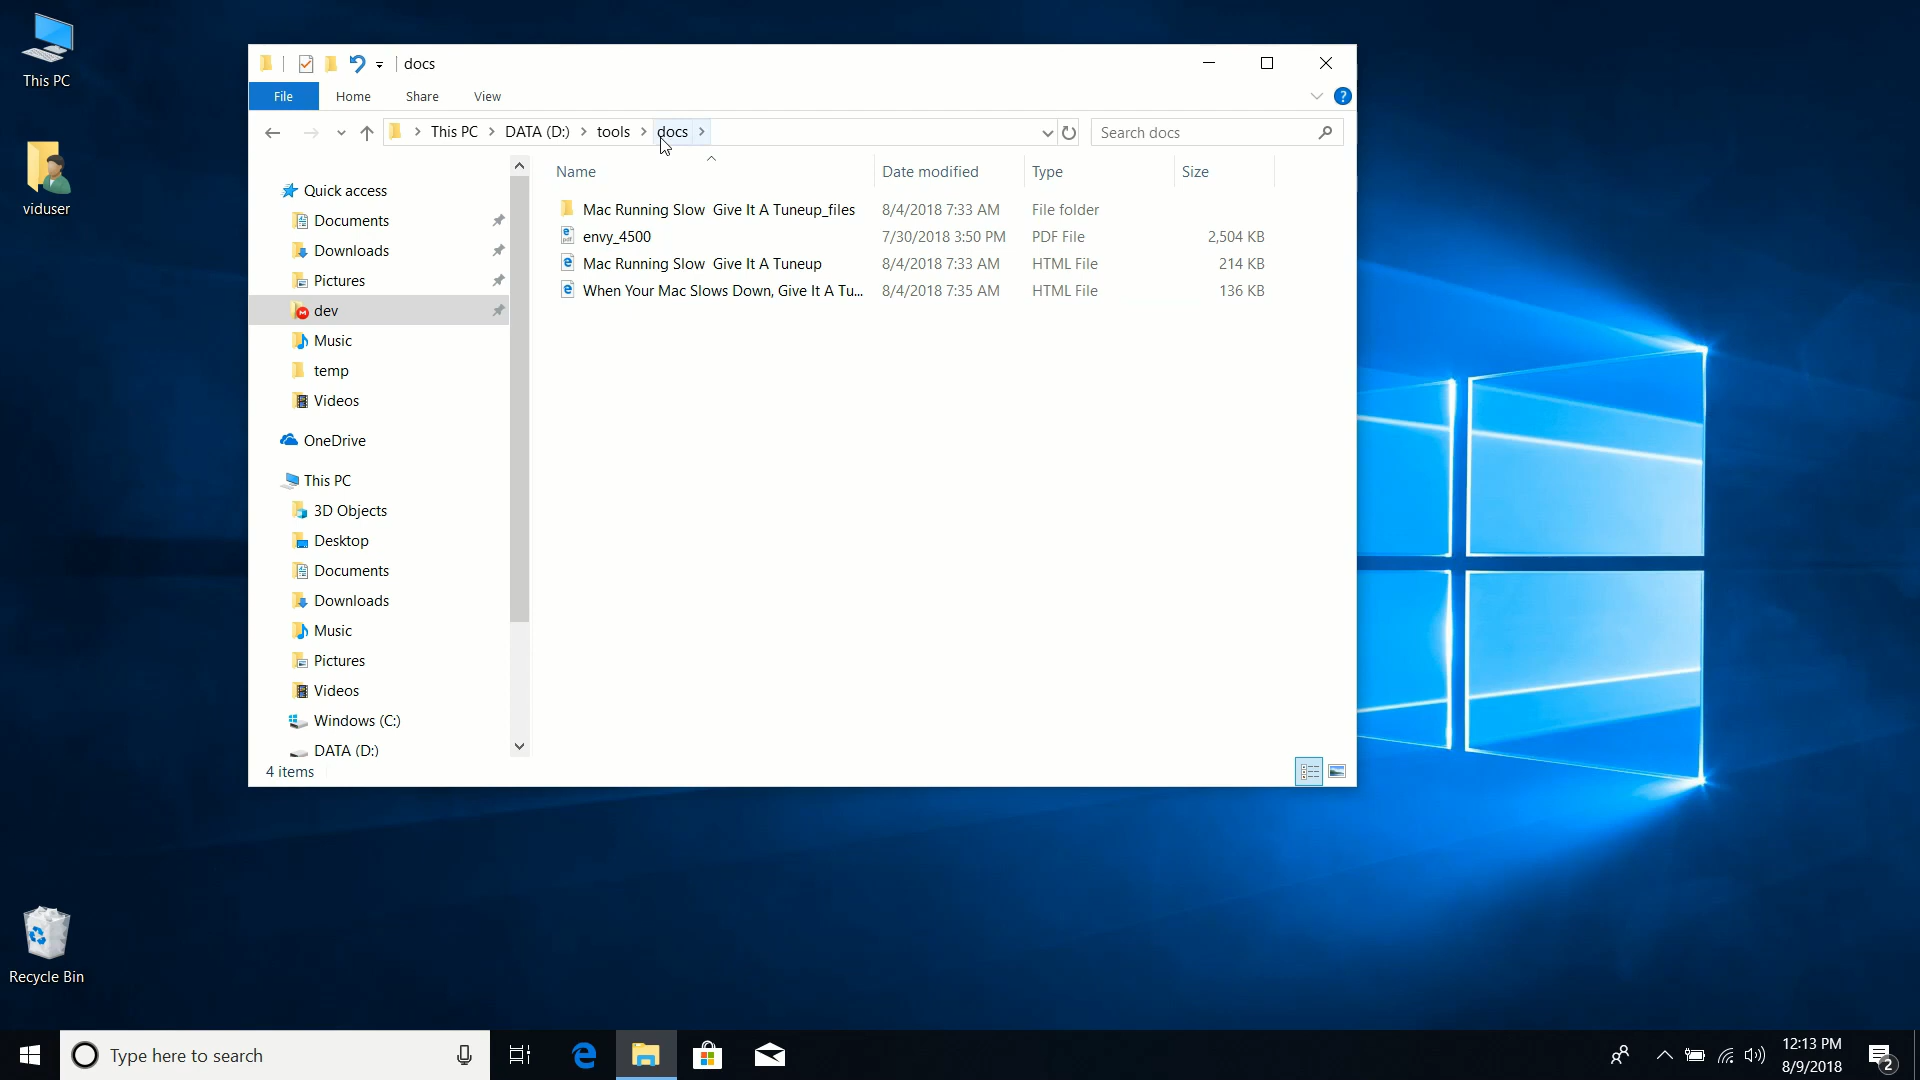 This PC
viduser
Recycle Bin
docs
File Home Share View
This PC DATA (D:) tools docs
Search docs
Name Date modified Type Size
Mac Running Slow Give It A Tuneup_files 8/4/2018 7:33 AM File folder
envy_4500 7/30/2018 3:50 PM PDF File 2,504 KB
Mac Running Slow Give It A Tuneup 8/4/2018 7:33 AM HTML File 214 KB
When Your Mac Slows Down, Give It A Tu... 8/4/2018 7:35 AM HTML File 136 KB
Quick access
Documents
Downloads
Pictures
dev
Music
temp
Videos
OneDrive
This PC
3D Objects
Desktop
Documents
Downloads
Music
Pictures
Videos
Windows (C:)
DATA (D:)
4 items
Type here to search
12:13 PM
8/9/2018
2